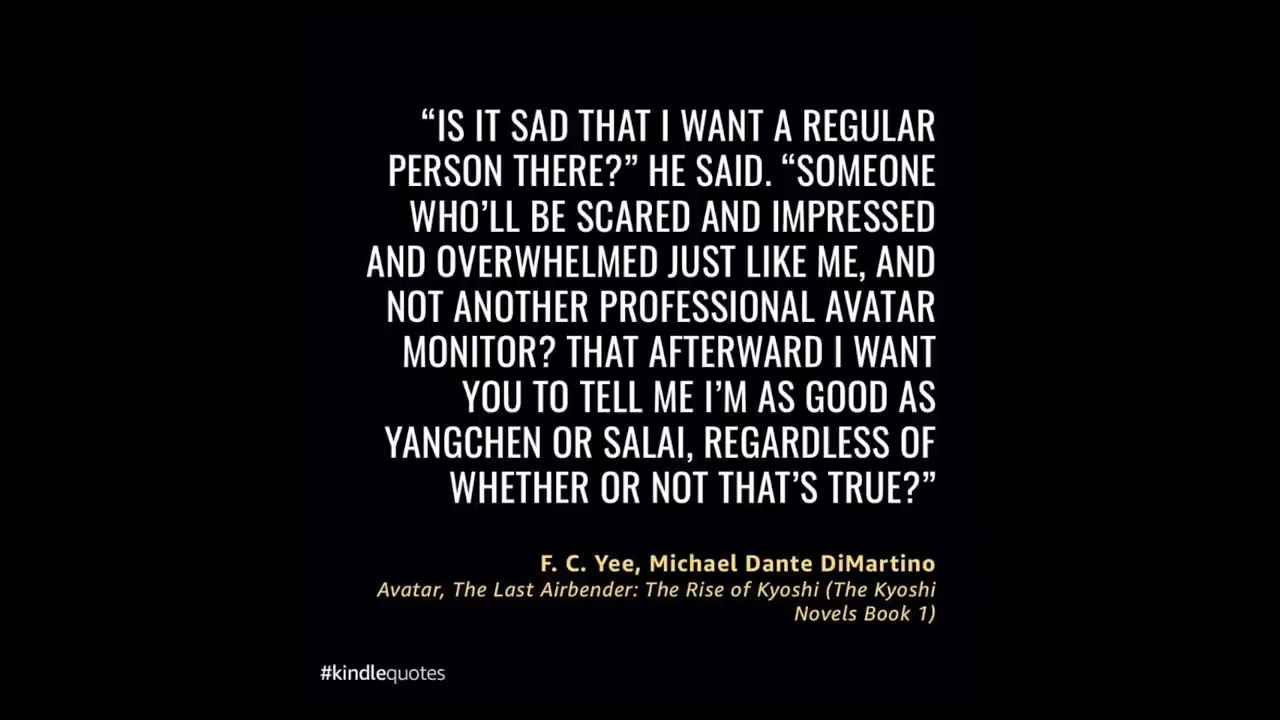 “IS IT SAD THAT I WANT A REGULAR
PERSON THERE?” HE SAID. “SOMEONE
WHO’LL BE SCARED AND IMPRESSED
AND OVERWHELMED JUST LIKE ME, AND
NOT ANOTHER PROFESSIONAL AVATAR
MONITOR? THAT AFTERWARD I WANT
YOU TO TELL ME I’M AS GOOD AS
YANGCHEN OR SALAI, REGARDLESS OF
WHETHER OR NOT THAT’S TRUE?”
F. C. Yee, Michael Dante DiMartino
Avatar, The Last Airbender: The Rise of Kyoshi (The Kyoshi
Novels Book 1)
#kindlequotes